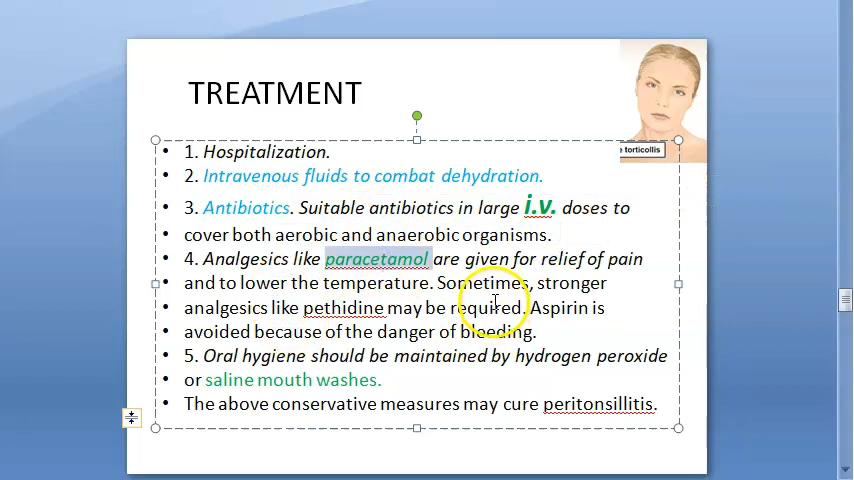 TREATMENT
torticollis
• 1. Hospitalization.
• 2. Intravenous fluids to combat dehydration.
• 3. Antibiotics. Suitable antibiotics in large i.v. doses to
• cover both aerobic and anaerobic organisms.
• 4. Analgesics like paracetamol are given for relief of pain
• and to lower the temperature. Sometimes, stronger
• analgesics like pethidine may be required. Aspirin is
• avoided because of the danger of bleeding.
• 5. Oral hygiene should be maintained by hydrogen peroxide
• or saline mouth washes.
• The above conservative measures may cure peritonsillitis.